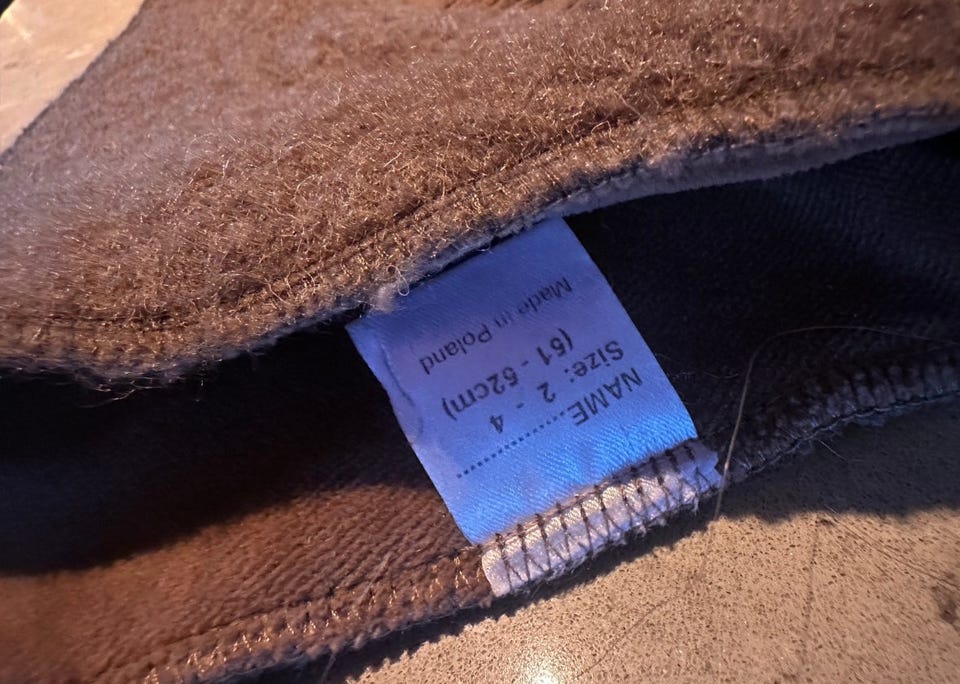 NAME...............
Size: 2 - 4
(51 - 52cm)
Made in Poland